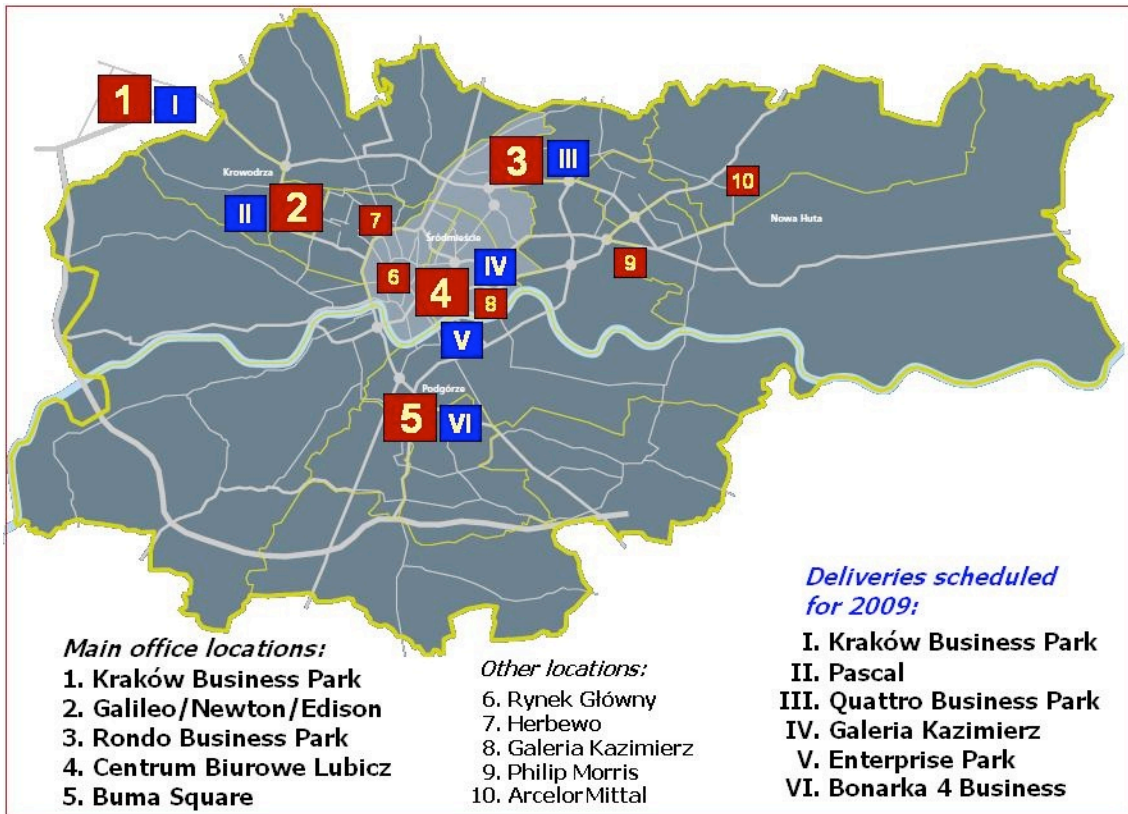 1
I
Krowodrza
3
III
10
II
2
7
Nowa Huta
Śródmieście
6
4
IV
8
9
V
Podgórze
5
VI
Main office locations:
1. Kraków Business Park
2. Galileo/Newton/Edison
3. Rondo Business Park
4. Centrum Biurowe Lubicz
5. Buma Square
Other locations:
6. Rynek Główny
7. Herbewo
8. Galeria Kazimierz
9. Philip Morris
10. ArcelorMittal
Deliveries scheduled
for 2009:
I. Kraków Business Park
II. Pascal
III. Quattro Business Park
IV. Galeria Kazimierz
V. Enterprise Park
VI. Bonarka 4 Business